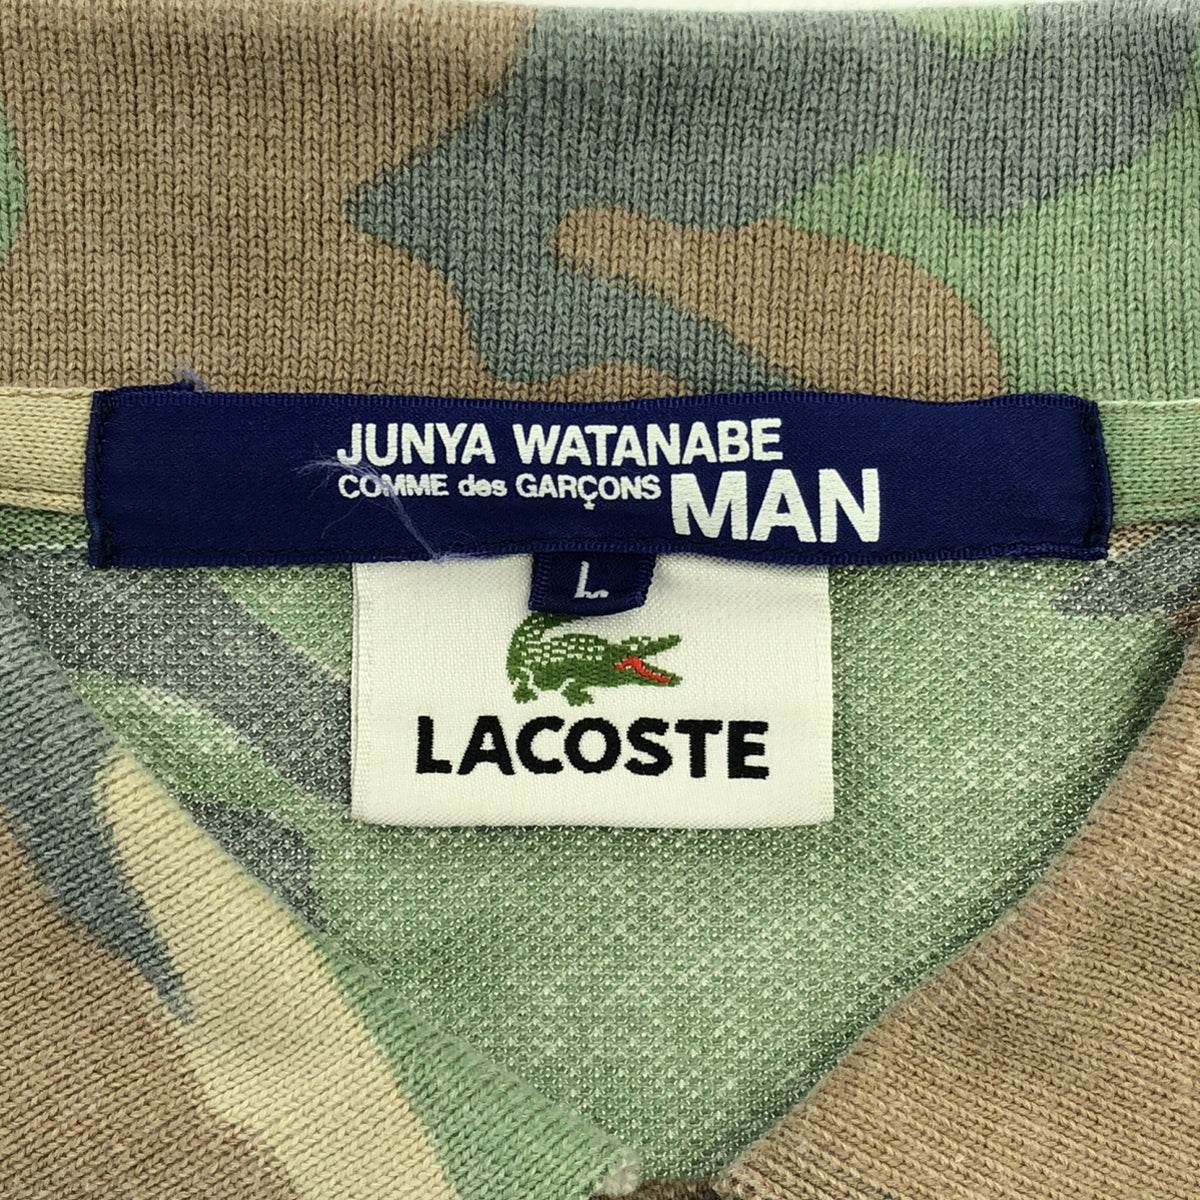 JUNYA WATANABE
COMME des GARÇONS MAN
L
LACOSTE